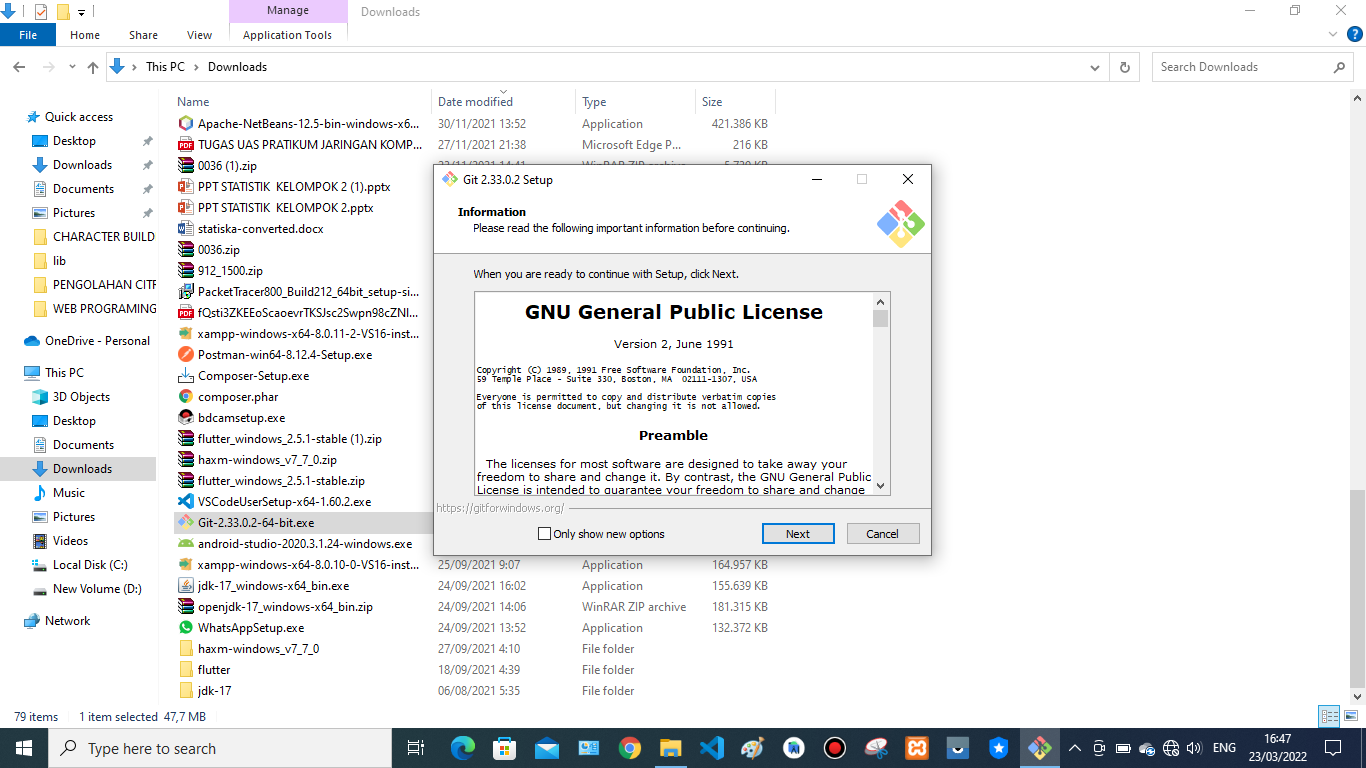 Manage
Downloads
File
Home
Share
View
Application Tools
This PC
Downloads
Search Downloads
Name
Date modified
Type
Size
Quick access
Desktop
Downloads
Documents
Pictures
CHARACTER BUILD
lib
PENGOLAHAN CITR
WEB PROGRAMING
OneDrive - Personal
This PC
3D Objects
Desktop
Documents
Downloads
Music
Pictures
Videos
Local Disk (C:)
New Volume (D:)
Network
Apache-NetBeans-12.5-bin-windows-x6... 30/11/2021 13:52 Application 421.386 KB
TUGAS UAS PRATIKUM JARINGAN KOMP... 27/11/2021 21:38 Microsoft Edge P... 216 KB
0036 (1).zip
PPT STATISTIK KELOMPOK 2 (1).pptx
PPT STATISTIK KELOMPOK 2.pptx
statiska-converted.docx
0036.zip
912_1500.zip
PacketTracer800_Build212_64bit_setup-si...
xampp-windows-x64-8.0.11-2-VS16-inst...
Postman-win64-8.12.4-Setup.exe
Composer-Setup.exe
composer.phar
bdcamsetup.exe
flutter_windows_2.5.1-stable (1).zip
haxm-windows_v7_7_0.zip
flutter_windows_2.5.1-stable.zip
VSCodeUserSetup-x64-1.60.2.exe
Git-2.33.0.2-64-bit.exe
android-studio-2020.3.1.24-windows.exe
xampp-windows-x64-8.0.10-0-VS16-inst... 25/09/2021 9:07 Application 164.957 KB
jdk-17_windows-x64_bin.exe 24/09/2021 16:02 Application 155.639 KB
openjdk-17_windows-x64_bin.zip 24/09/2021 14:06 WinRAR ZIP archive 181.315 KB
WhatsAppSetup.exe 24/09/2021 13:52 Application 132.372 KB
haxm-windows_v7_7_0 27/09/2021 4:10 File folder
flutter 18/09/2021 4:39 File folder
jdk-17 06/08/2021 5:35 File folder
Git 2.33.0.2 Setup
Information
Please read the following important information before continuing.
When you are ready to continue with Setup, click Next.
GNU General Public License
Version 2, June 1991
Copyright (C) 1989, 1991 Free Software Foundation, Inc.
59 Temple Place - Suite 330, Boston, MA 02111-1307, USA
Everyone is permitted to copy and distribute verbatim copies
of this license document, but changing it is not allowed.
Preamble
The licenses for most software are designed to take away your
freedom to share and change it. By contrast, the GNU General Public
License is intended to guarantee your freedom to share and change
https://gitforwindows.org/
Only show new options
Next
Cancel
79 items
1 item selected 47,7 MB
Type here to search
ENG
16:47
23/03/2022